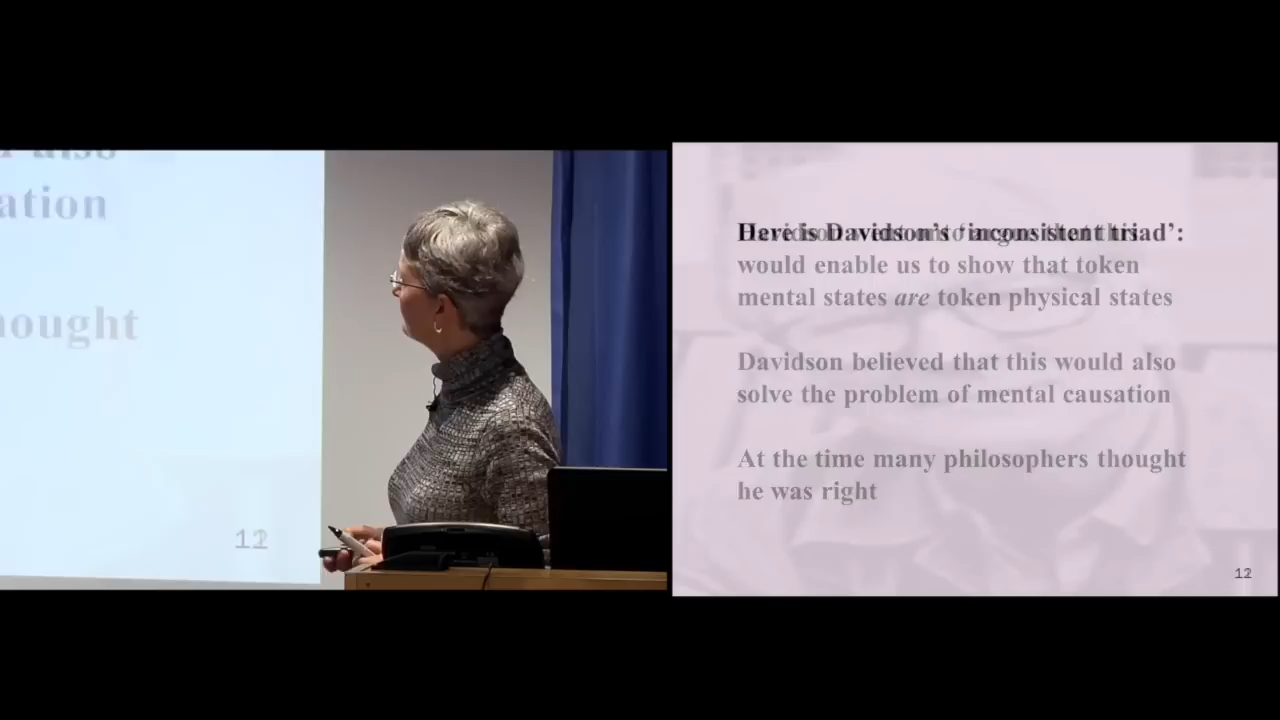 also
ation
ought
12
Here is Davidson's 'inconsistent triad':
would enable us to show that token
mental states are token physical states
Davidson believed that this would also
solve the problem of mental causation
At the time many philosophers thought
he was right
12